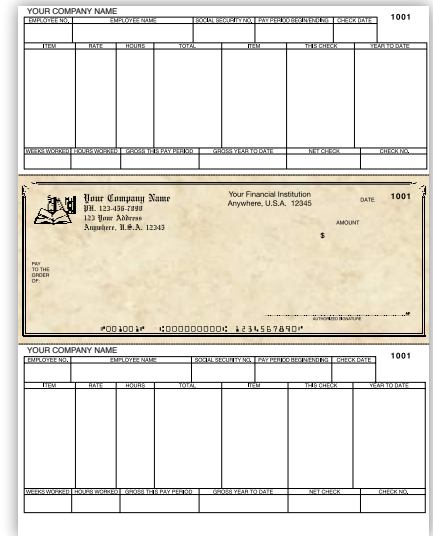 YOUR COMPANY NAME 1001
EMPLOYEE NO. EMPLOYEE NAME SOCIAL SECURITY NO. PAY PERIOD BEGIN/ENDING CHECK DATE
ITEM RATE HOURS TOTAL ITEM THIS CHECK YEAR TO DATE
WEEKS WORKED HOURS WORKED GROSS THIS PAY PERIOD GROSS YEAR TO DATE NET CHECK CHECK NO.
Your Company Name Your Financial Institution DATE 1001
PH. 123-456-7890 Anywhere, U.S.A. 12345
123 Your Address AMOUNT
Anywhere, U.S.A. 12345 $
PAY
TO THE
ORDER
OF:
AUTHORIZED SIGNATURE
⑈001001⑈ ⑆000000000⑆ 1234567890⑈
YOUR COMPANY NAME 1001
EMPLOYEE NO. EMPLOYEE NAME SOCIAL SECURITY NO. PAY PERIOD BEGIN/ENDING CHECK DATE
ITEM RATE HOURS TOTAL ITEM THIS CHECK YEAR TO DATE
WEEKS WORKED HOURS WORKED GROSS THIS PAY PERIOD GROSS YEAR TO DATE NET CHECK CHECK NO.